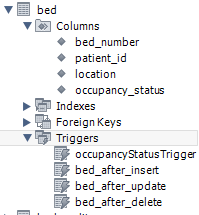 bed
Columns
bed_number
patient_id
location
occupancy_status
Indexes
Foreign Keys
Triggers
occupancyStatusTrigger
bed_after_insert
bed_after_update
bed_after_delete